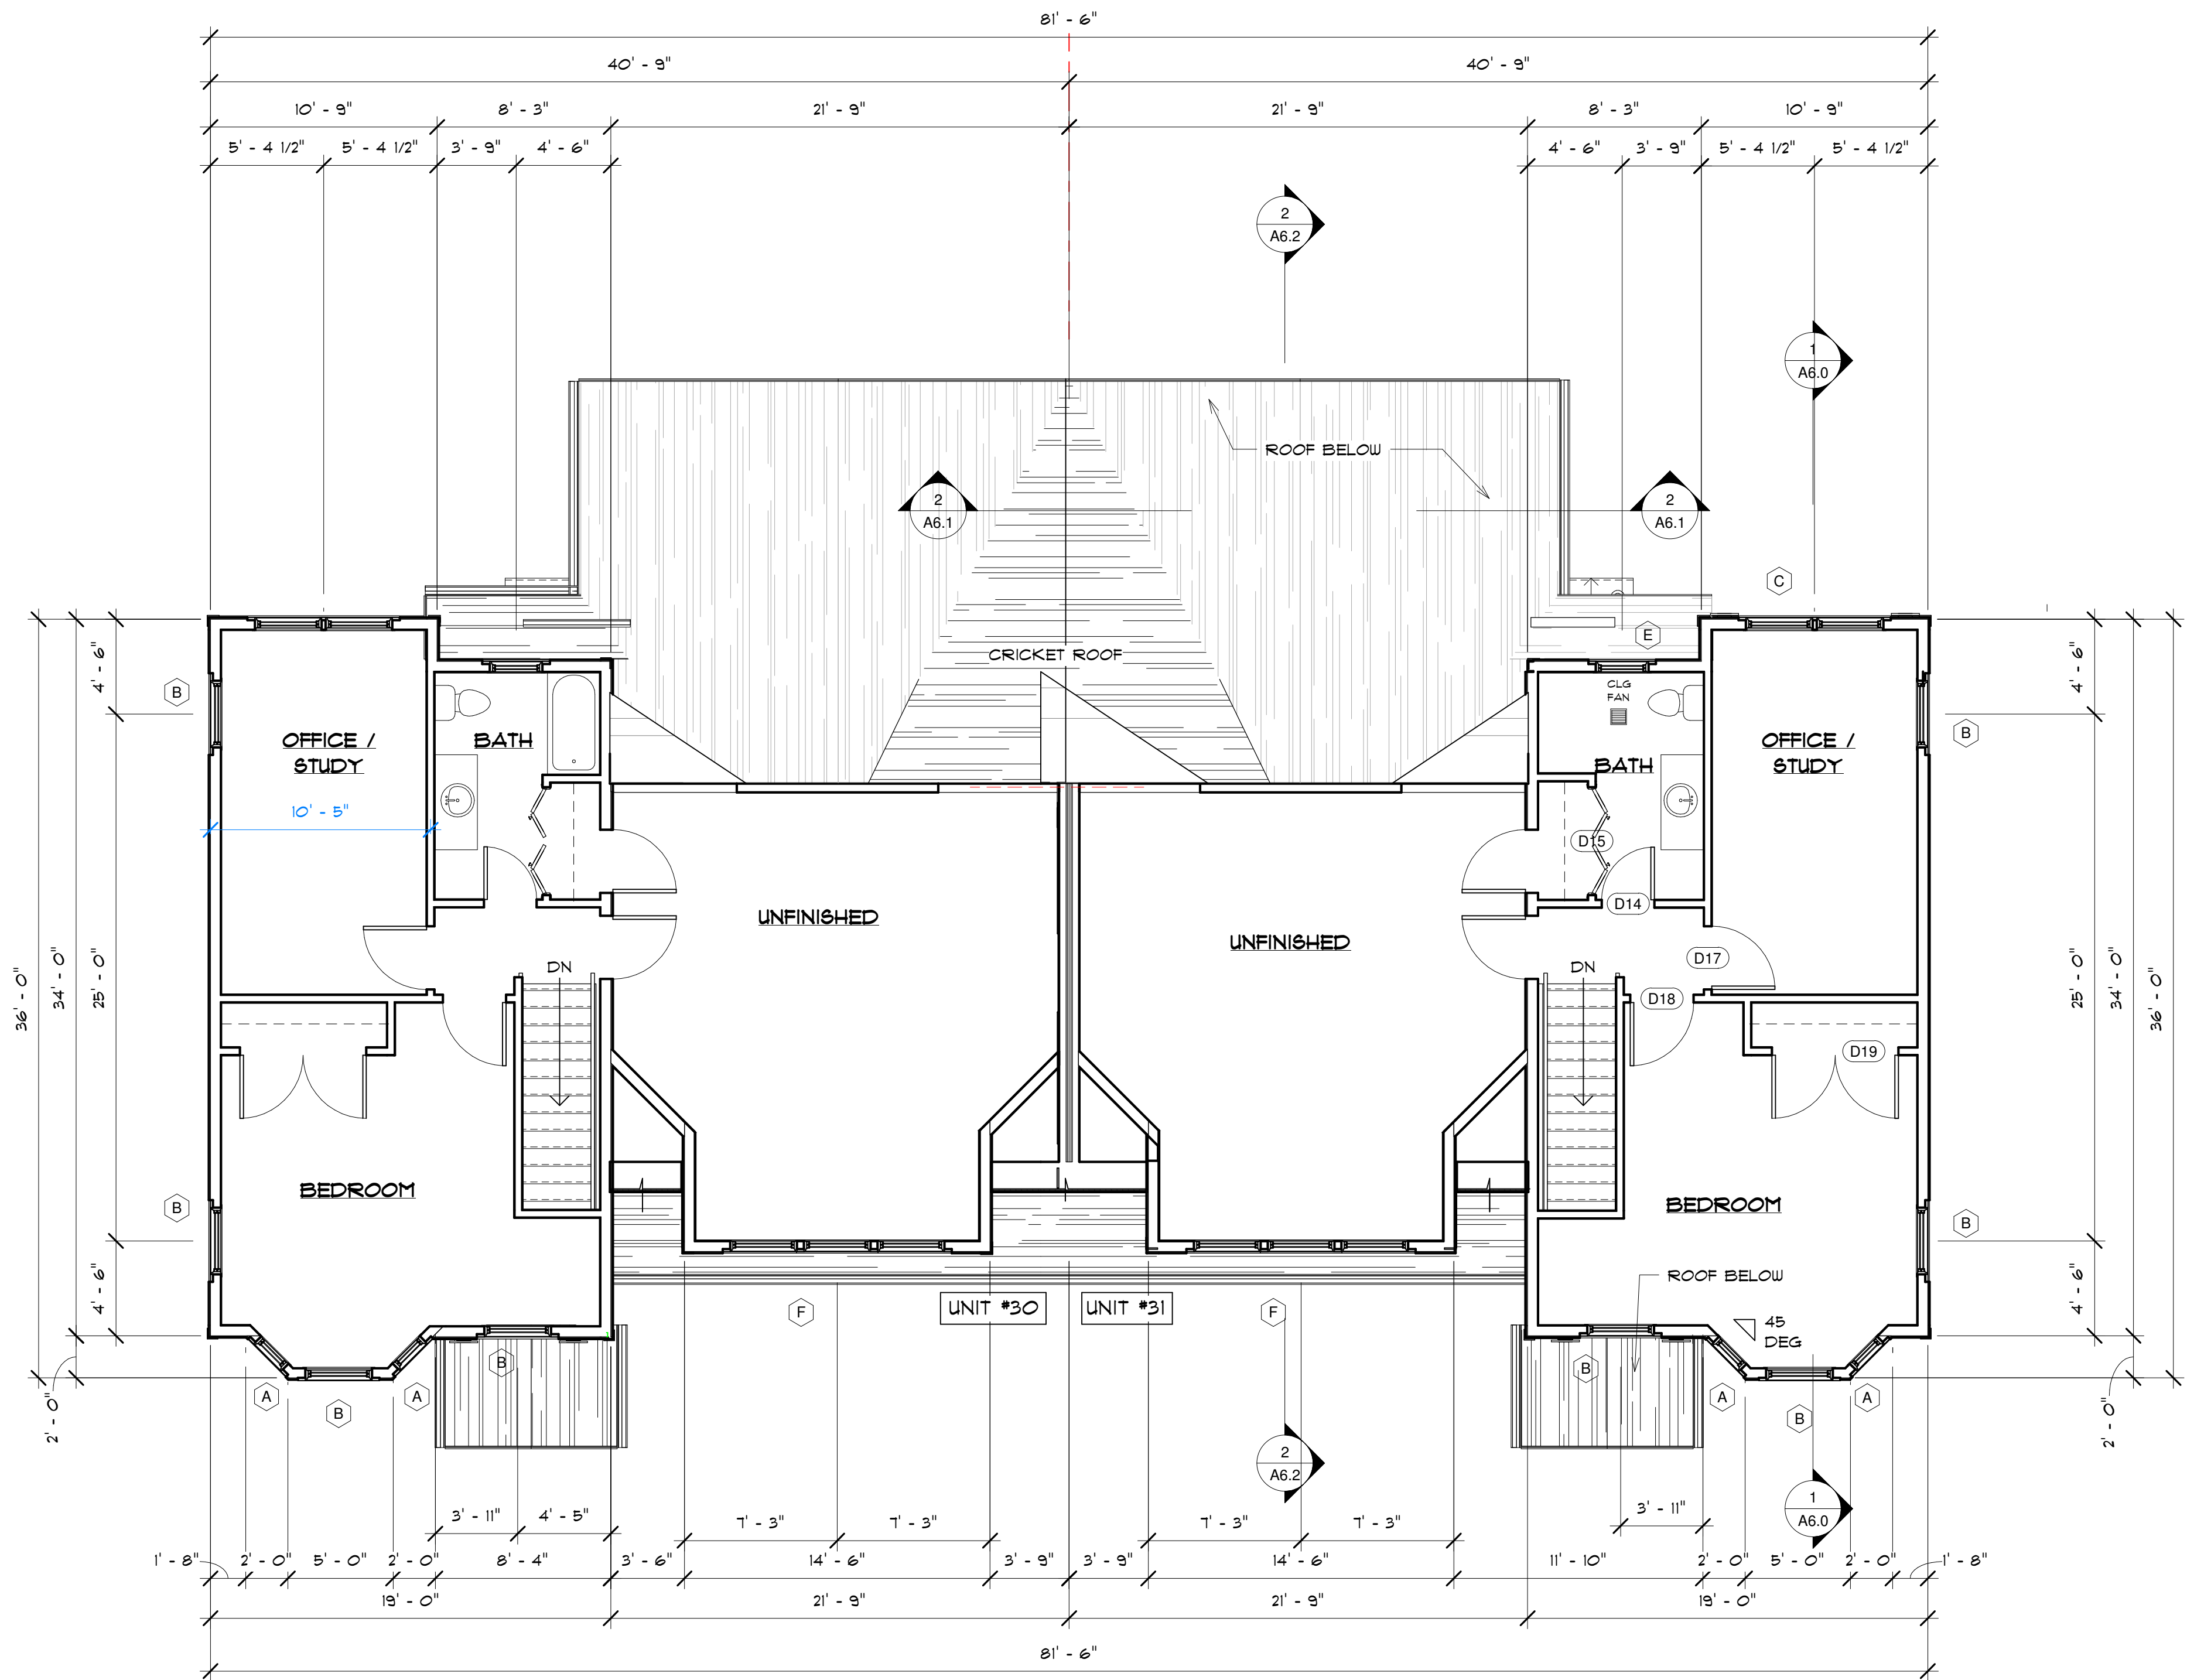 81' - 6"
40' - 9" 40' - 9"
10' - 9" 8' - 3" 21' - 9" 21' - 9" 8' - 3" 10' - 9"
5' - 4 1/2" 5' - 4 1/2" 3' - 9" 4' - 6" 4' - 6" 3' - 9" 5' - 4 1/2" 5' - 4 1/2"
2
A6.2
1
A6.0
ROOF BELOW
2
A6.1
2
A6.1
C
E
CRICKET ROOF
4' - 6"
4' - 6"
B
CLG
FAN
B
OFFICE /
STUDY
BATH
BATH
OFFICE /
STUDY
10' - 5"
D15
D14
UNFINISHED
UNFINISHED
D17
DN
DN
D18
36' - 0"
34' - 0"
25' - 0"
25' - 0"
34' - 0"
36' - 0"
D19
BEDROOM
BEDROOM
B
B
4' - 6"
4' - 6"
ROOF BELOW
F
UNIT #30
UNIT #31
F
45
DEG
2' - 0"
A
B
A
B
B
A
B
A
2' - 0"
2
A6.2
1
A6.0
3' - 11" 4' - 5" 7' - 3" 7' - 3" 7' - 3" 7' - 3" 3' - 11"
1' - 8" 2' - 0" 5' - 0" 2' - 0" 8' - 4" 3' - 6" 14' - 6" 3' - 9" 3' - 9" 14' - 6" 11' - 10" 2' - 0" 5' - 0" 2' - 0" 1' - 8"
19' - 0" 21' - 9" 21' - 9" 19' - 0"
81' - 6"